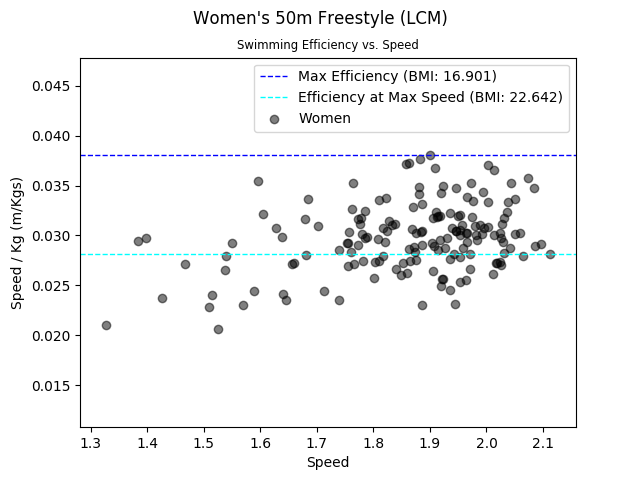 Women's 50m Freestyle (LCM)
Swimming Efficiency vs. Speed
Max Efficiency (BMI: 16.901)
Efficiency at Max Speed (BMI: 22.642)
Women
Speed / Kg (m/Kgs)
0.045
0.040
0.035
0.030
0.025
0.020
0.015
1.3 1.4 1.5 1.6 1.7 1.8 1.9 2.0 2.1
Speed